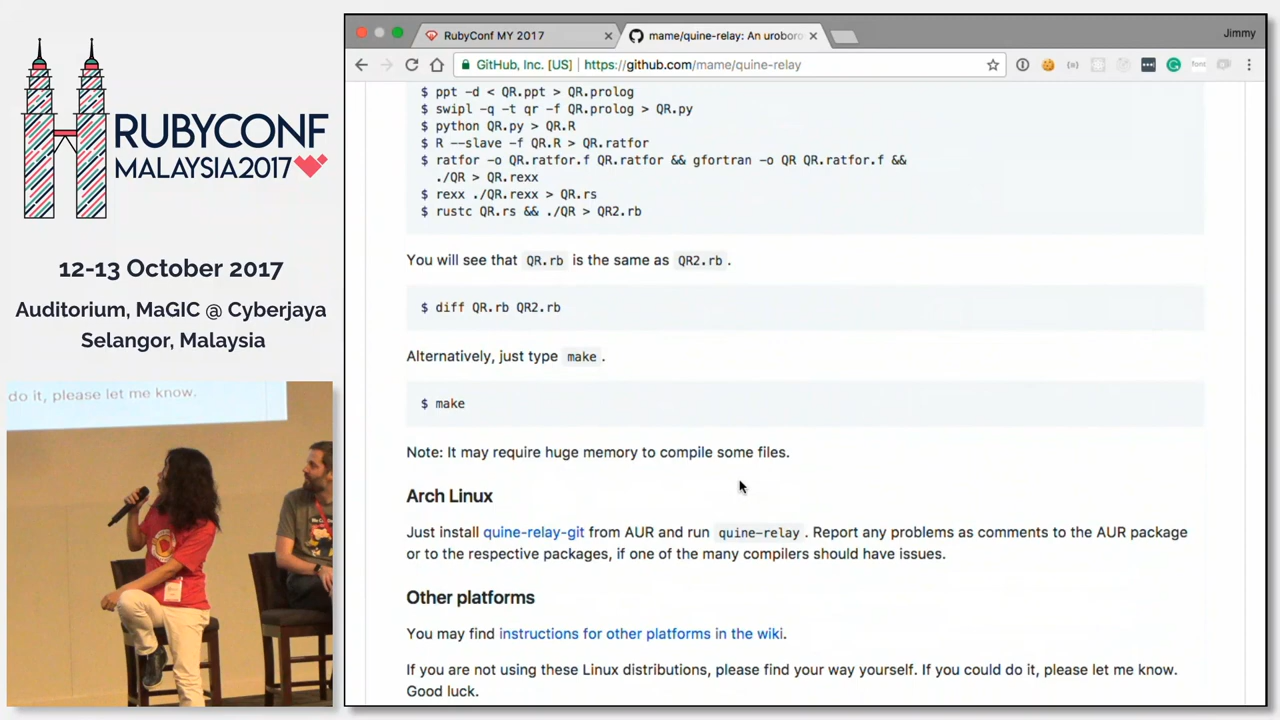 RUBYCONF
MALAYSIA2017
12-13 October 2017
Auditorium, MaGIC @ Cyberjaya
Selangor, Malaysia
do it, please let me know.
RubyConf MY 2017
mame/quine-relay: An uroboro
Jimmy
GitHub, Inc. [US] https://github.com/mame/quine-relay
$ ppt -d < QR.ppt > QR.prolog
$ swipl -q -t qr -f QR.prolog > QR.py
$ python QR.py > QR.R
$ R --slave -f QR.R > QR.ratfor
$ ratfor -o QR.ratfor.f QR.ratfor && gfortran -o QR QR.ratfor.f &&
./QR > QR.rexx
$ rexx ./QR.rexx > QR.rs
$ rustc QR.rs && ./QR > QR2.rb
You will see that QR.rb is the same as QR2.rb.
$ diff QR.rb QR2.rb
Alternatively, just type make.
$ make
Note: It may require huge memory to compile some files.
Arch Linux
Just install quine-relay-git from AUR and run quine-relay. Report any problems as comments to the AUR package
or to the respective packages, if one of the many compilers should have issues.
Other platforms
You may find instructions for other platforms in the wiki.
If you are not using these Linux distributions, please find your way yourself. If you could do it, please let me know.
Good luck.